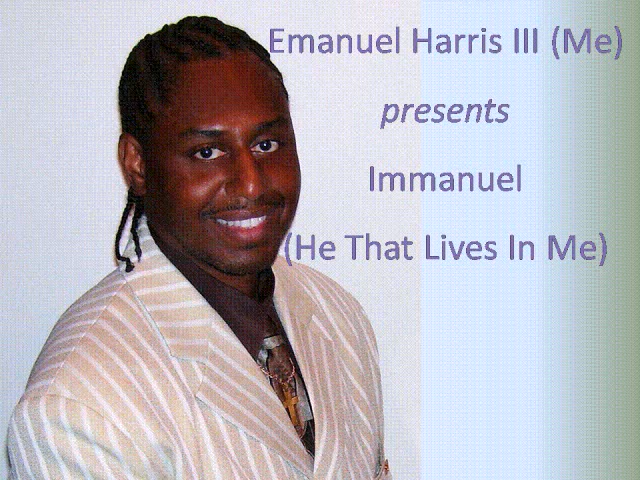 Emanuel Harris III (Me)
presents
Immanuel
(He That Lives In Me)